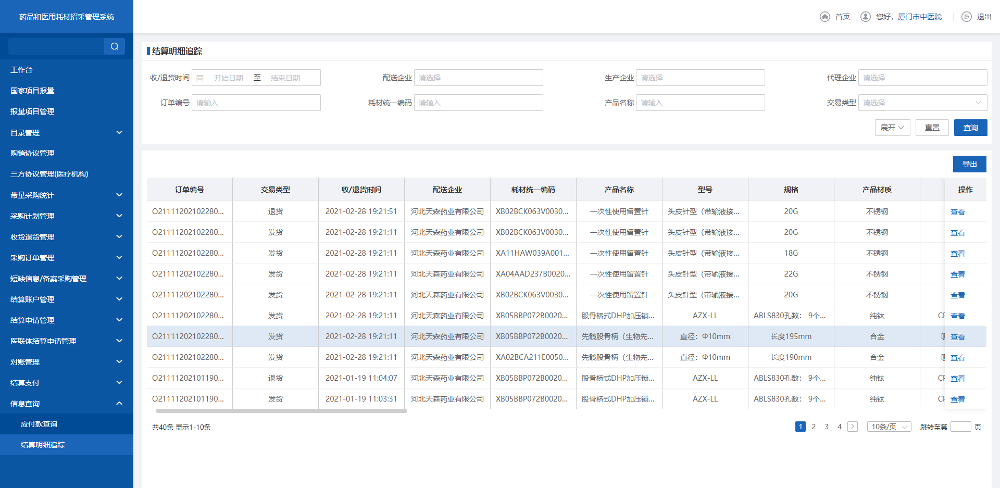 药品和医用耗材招采管理系统
首页
您好，厦门市中医院
退出
工作台
国家项目报量
报量项目管理
目录管理
购销协议管理
三方协议管理(医疗机构)
带量采购统计
采购计划管理
收货退货管理
采购订单管理
短缺信息/备案采购管理
结算账户管理
结算申请管理
医联体结算申请管理
对账管理
结算支付
信息查询
应付款查询
结算明细追踪
结算明细追踪
收/退货时间 开始日期 至 结束日期 配送企业 请选择 生产企业 请选择 代理企业 请选择
订单编号 请输入 耗材统一编码 请输入 产品名称 请输入 交易类型 请选择
展开 重置 查询
导出
订单编号 交易类型 收/退货时间 配送企业 耗材统一编码 产品名称 型号 规格 产品材质 操作
O21111202102280... 退货 2021-02-28 19:21:51 河北天森药业有限公司 XB02BCK063V0030... 一次性使用留置针 头皮针型（带输液接... 20G 不锈钢 查看
O21111202102280... 发货 2021-02-28 19:21:11 河北天森药业有限公司 XB02BCK063V0030... 一次性使用留置针 头皮针型（带输液接... 20G 不锈钢 查看
O21111202102280... 发货 2021-02-28 19:21:11 河北天森药业有限公司 XA11HAW039A001... 一次性使用留置针 头皮针型（带输液接... 18G 不锈钢 查看
O21111202102280... 发货 2021-02-28 19:21:11 河北天森药业有限公司 XA04AAD237B0020... 一次性使用留置针 头皮针型（带输液接... 22G 不锈钢 查看
O21111202102280... 发货 2021-02-28 19:21:11 河北天森药业有限公司 XB02BCK063V0030... 一次性使用留置针 头皮针型（带输液接... 20G 不锈钢 查看
O21111202102280... 发货 2021-02-28 19:21:11 河北天森药业有限公司 XB05BBP072B0020... 股骨桥式DHP加压锁... AZX-LL ABLS830孔数： 9个... 纯钛 查看
O21111202102280... 发货 2021-02-28 19:21:11 河北天森药业有限公司 XB05BBP072B0020... 先髋股骨柄（生物先... 直径：Φ10mm 长度195mm 合金 查看
O21111202102280... 发货 2021-02-28 19:21:11 河北天森药业有限公司 XA02BCA211E0050... 先髋股骨柄（生物先... 直径：Φ10mm 长度190mm 合金 查看
O21111202101190... 退货 2021-01-19 11:04:07 河北天森药业有限公司 XB05BBP072B0020... 股骨桥式DHP加压锁... AZX-LL ABLS830孔数： 9个... 纯钛 查看
O21111202101190... 发货 2021-01-19 11:03:31 河北天森药业有限公司 XB05BBP072B0020... 股骨桥式DHP加压锁... AZX-LL ABLS830孔数： 9个... 纯钛 查看
共40条 显示1-10条 1 2 3 4 10条/页 跳转至第 页